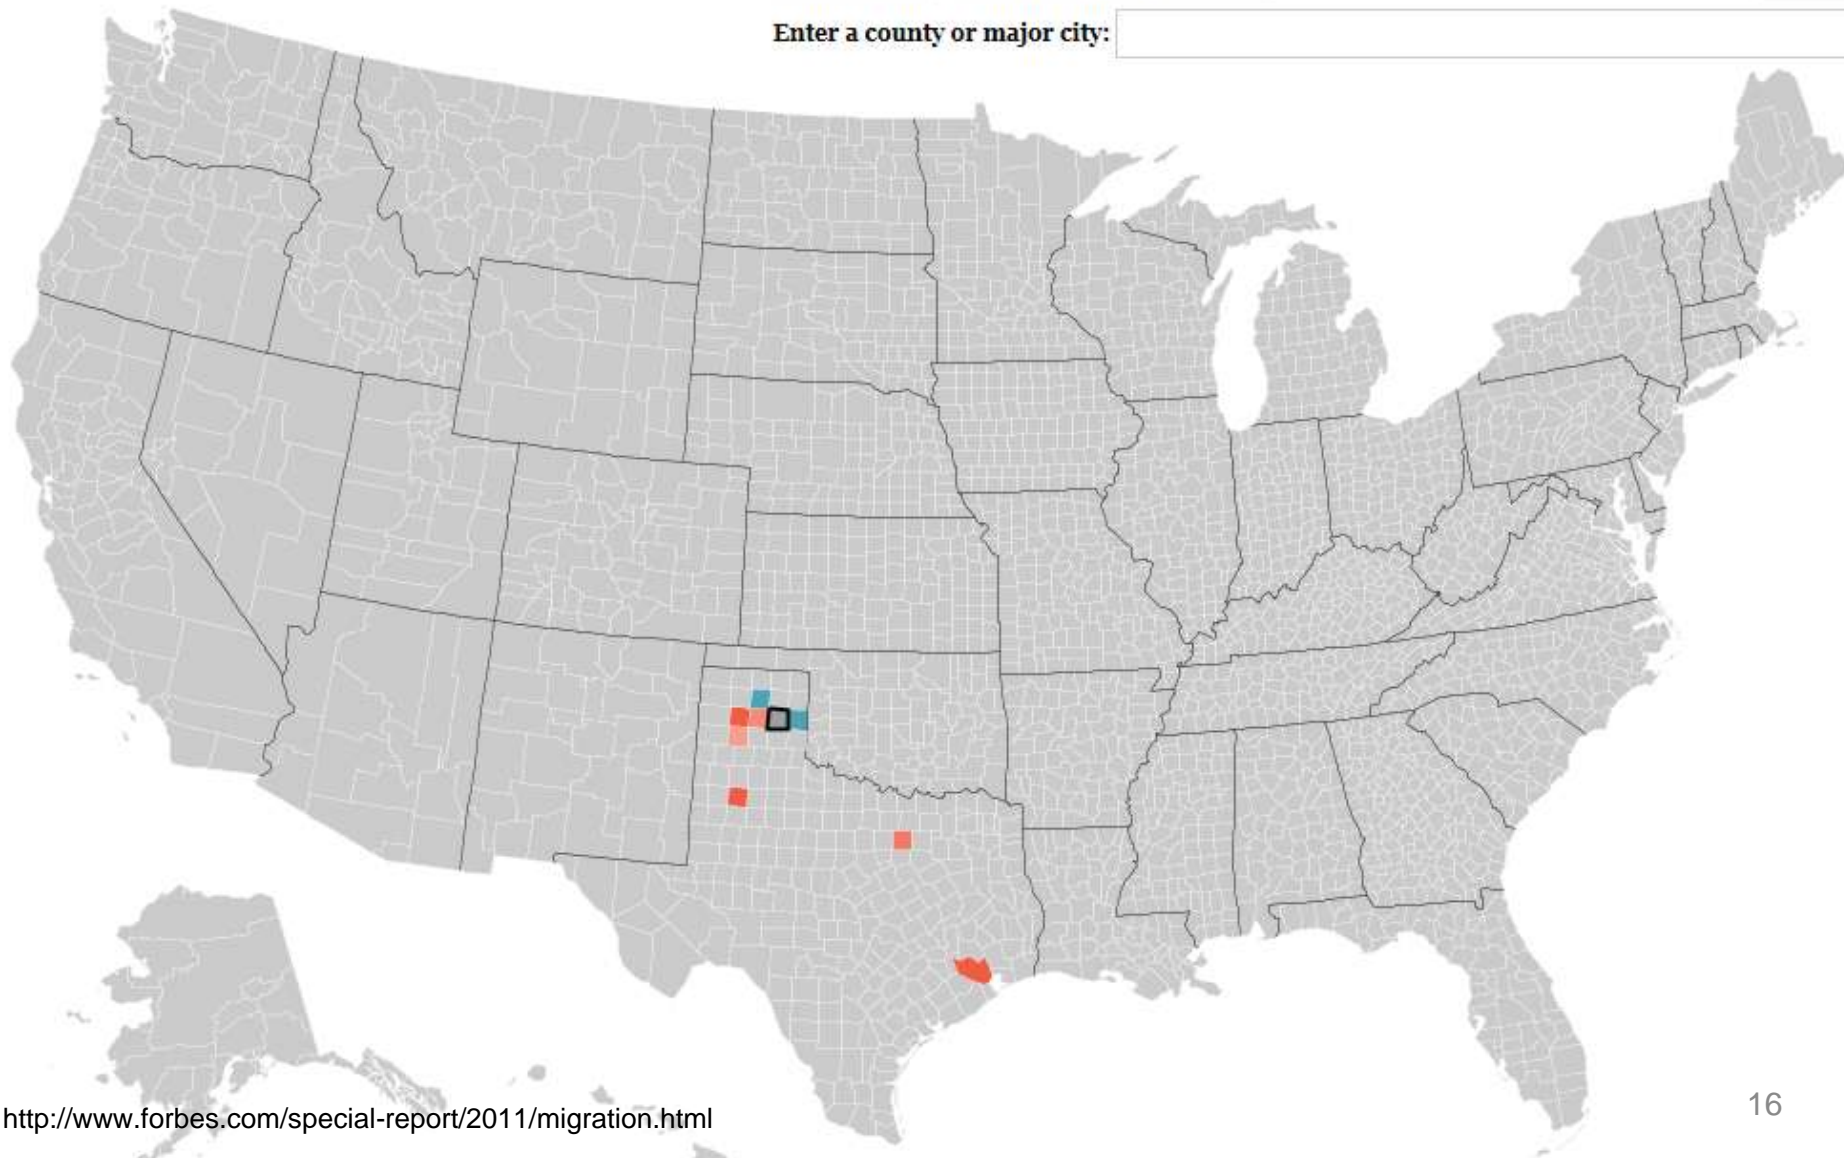 Enter a county or major city:
http://www.forbes.com/special-report/2011/migration.html
16